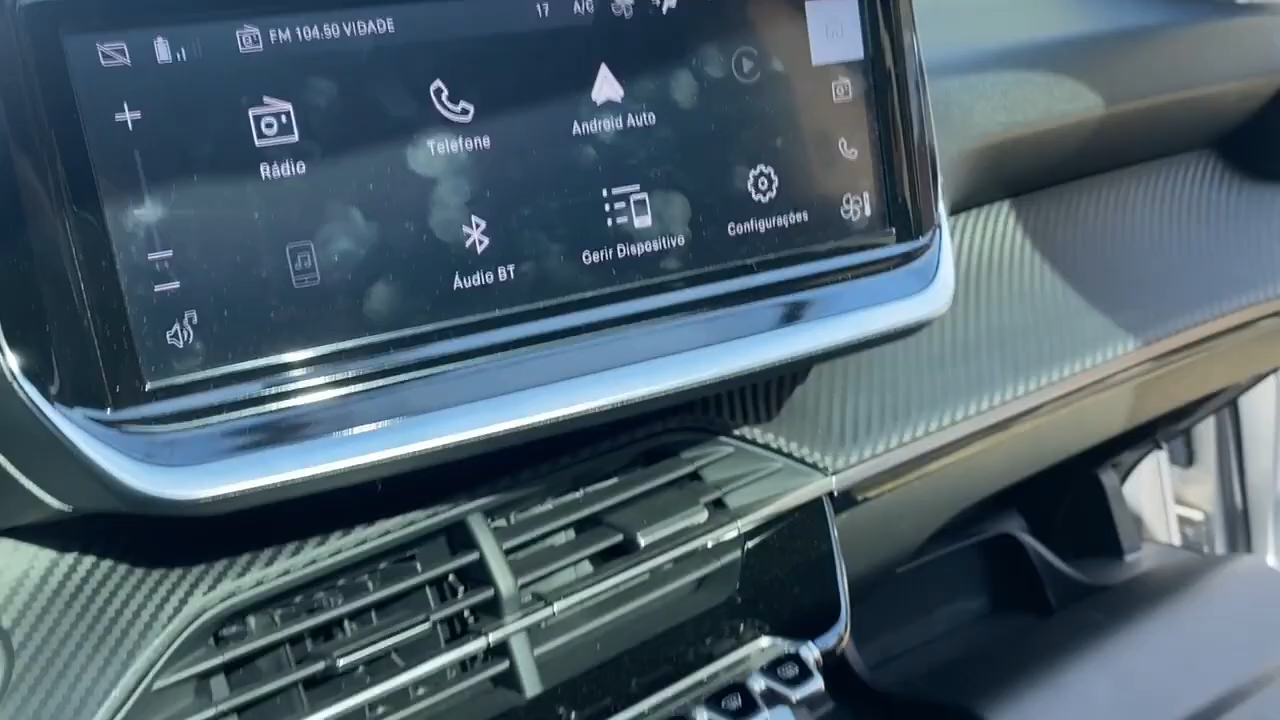 FM 104.50 VIDADE
17
A/C
Rádio
Telefone
Android Auto
Áudio BT
Gerir Dispositivo
Configurações